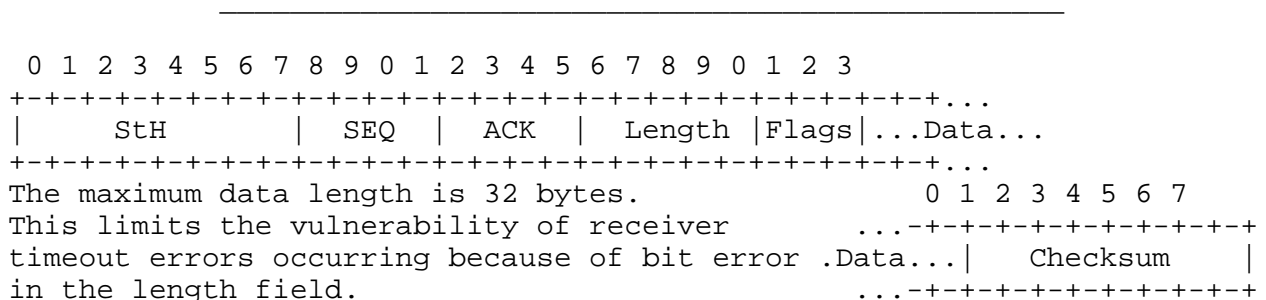 ________________________________________________
0 1 2 3 4 5 6 7 8 9 0 1 2 3 4 5 6 7 8 9 0 1 2 3
+-+-+-+-+-+-+-+-+-+-+-+-+-+-+-+-+-+-+-+-+-+-+-+-+-+-+...
|     StH       |  SEQ  |  ACK  |  Length |Flags|...Data...
+-+-+-+-+-+-+-+-+-+-+-+-+-+-+-+-+-+-+-+-+-+-+-+-+-+-+...
The maximum data length is 32 bytes.                0 1 2 3 4 5 6 7
This limits the vulnerability of receiver       ...-+-+-+-+-+-+-+-+-+-+
timeout errors occurring because of bit error .Data...|   Checksum    |
in the length field.                            ...-+-+-+-+-+-+-+-+-+-+